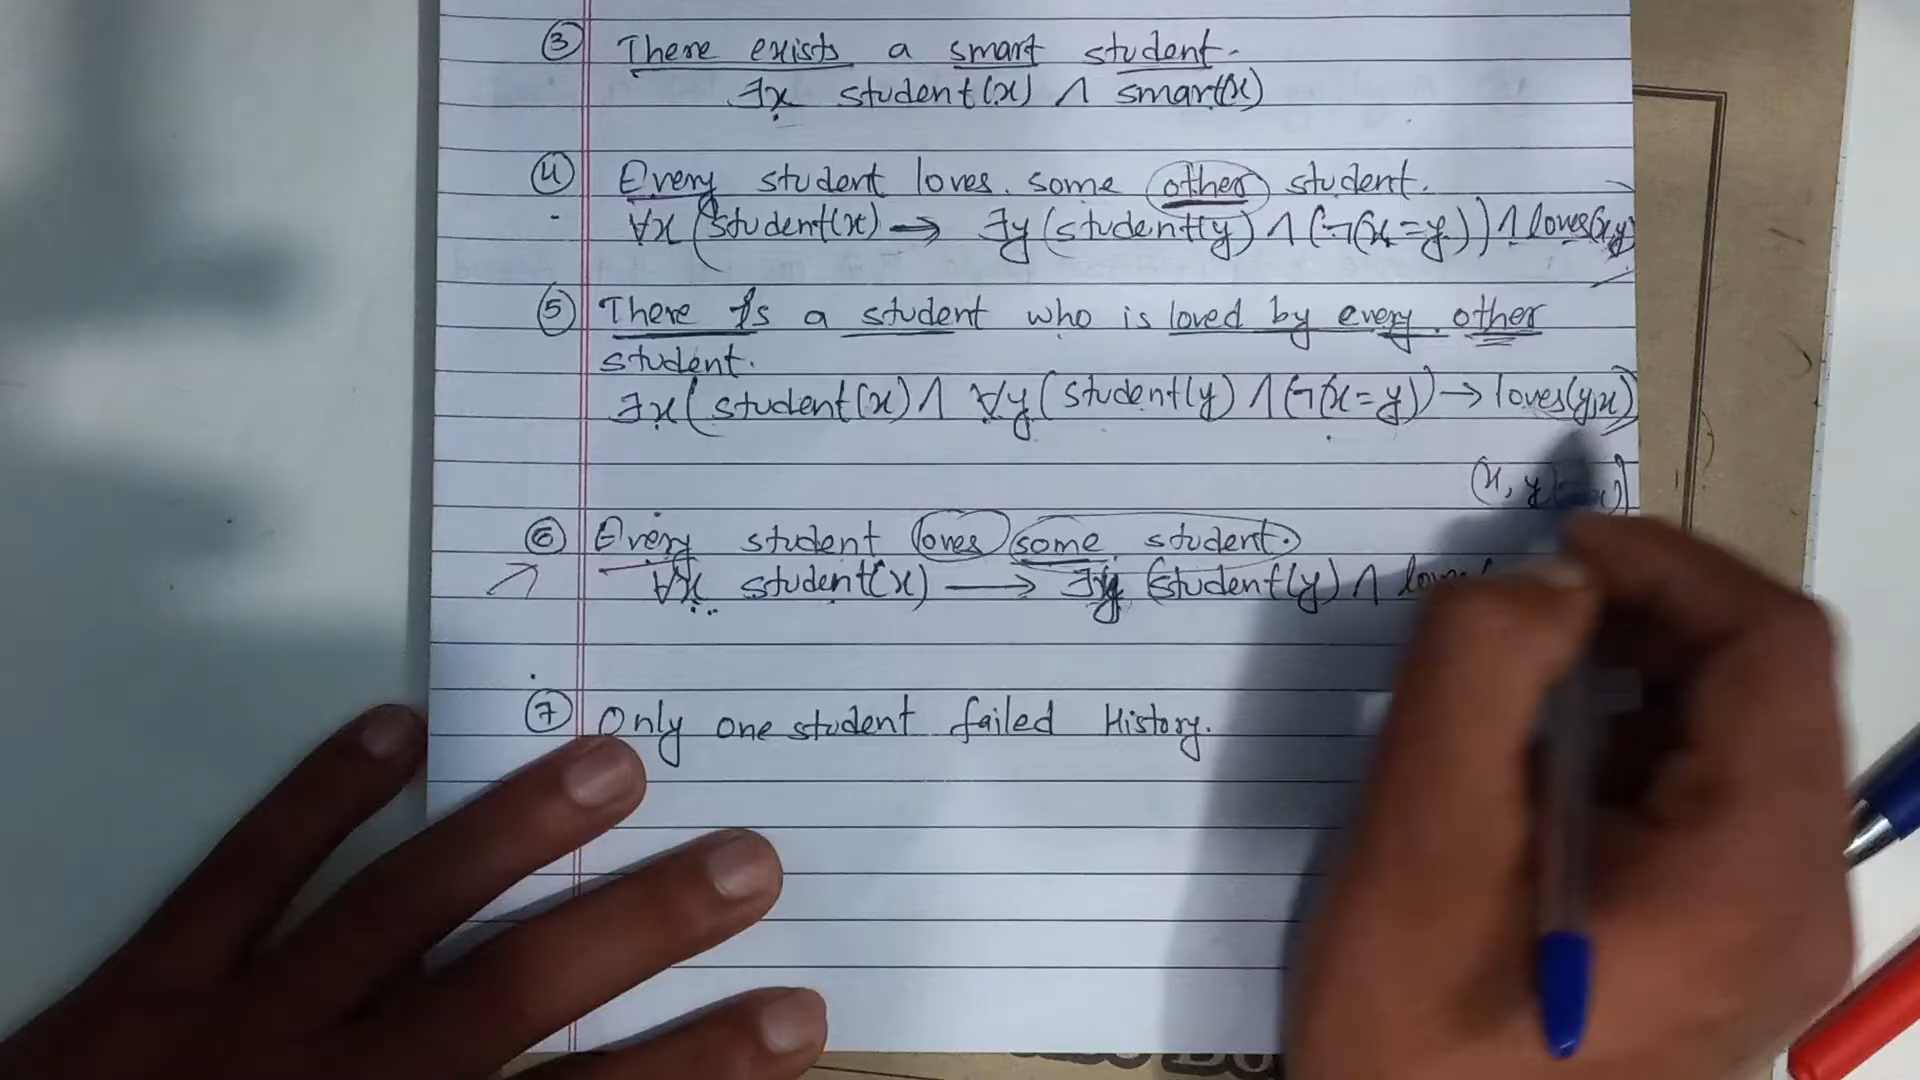 ③ There exists a smart student.
∃x student(x) ∧ smart(x)
④ Every student loves some other student.
∀x (student(x) → ∃y (student(y) ∧ (¬(x=y)) ∧ loves(x,y)
⑤ There is a student who is loved by every other
student.
∃x (student(x) ∧ ∀y (student(y) ∧ (¬(x=y)) → loves(y,x)
(x, y
⑥ Every student loves some student.
∀x student(x) → ∃y (student(y) ∧
⑦ Only one student failed History.